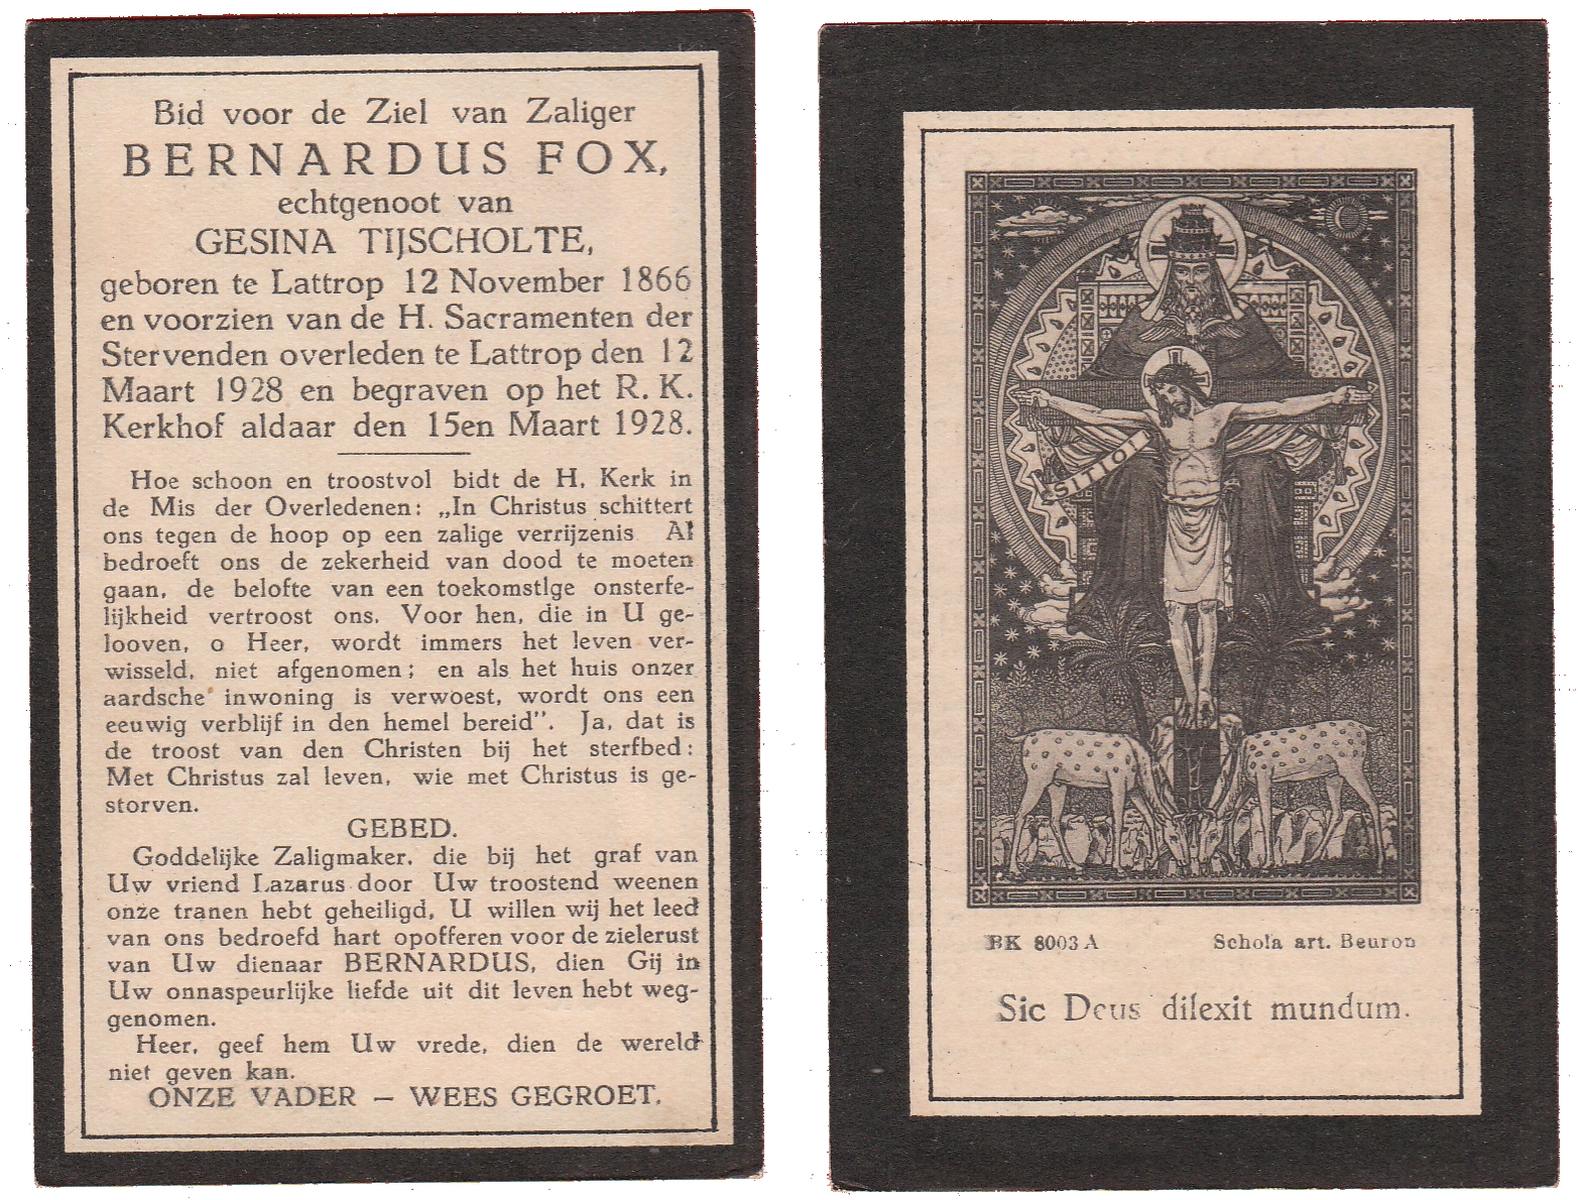 Bid voor de Ziel van Zaliger
BERNARDUS FOX,
echtgenoot van
GESINA TIJSCHOLTE,
geboren te Lattrop 12 November 1866
en voorzien van de H. Sacramenten der
Stervenden overleden te Lattrop den 12
Maart 1928 en begraven op het R. K.
Kerkhof aldaar den 15en Maart 1928.
Hoe schoon en troostvol bidt de H. Kerk in
de Mis der Overledenen: „In Christus schittert
ons tegen de hoop op een zalige verrijzenis Al
bedroeft ons de zekerheid van dood te moeten
gaan, de belofte van een toekomstlge onsterfe-
lijkheid vertroost ons. Voor hen, die in U ge-
looven, o Heer, wordt immers het leven ver-
wisseld, niet afgenomen; en als het huis onzer
aardsche inwoning is verwoest, wordt ons een
eeuwig verblijf in den hemel bereid”. Ja, dat is
de troost van den Christen bij het sterfbed:
Met Christus zal leven, wie met Christus is ge-
storven.
GEBED.
Goddelijke Zaligmaker. die bij het graf van
Uw vriend Lazarus door Uw troostend weenen
onze tranen hebt geheiligd, U willen wij het leed
van ons bedroefd hart opofferen voor de zielerust
van Uw dienaar BERNARDUS, dien Gij in
Uw onnaspeurlijke liefde uit dit leven hebt weg-
genomen.
Heer, geef hem Uw vrede, dien de wereld
niet geven kan.
ONZE VADER — WEES GEGROET.
SITIO!
BK 8003 A Schola art. Beuron
Sic Deus dilexit mundum.